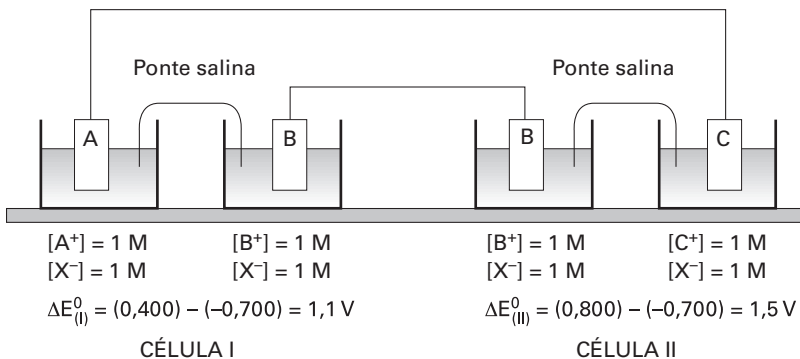 Ponte salina Ponte salina
A B B C
[A⁺] = 1 M [B⁺] = 1 M [B⁺] = 1 M [C⁺] = 1 M
[X⁻] = 1 M [X⁻] = 1 M [X⁻] = 1 M [X⁻] = 1 M
ΔE⁰(I) = (0,400) – (–0,700) = 1,1 V ΔE⁰(II) = (0,800) – (–0,700) = 1,5 V
CÉLULA I CÉLULA II